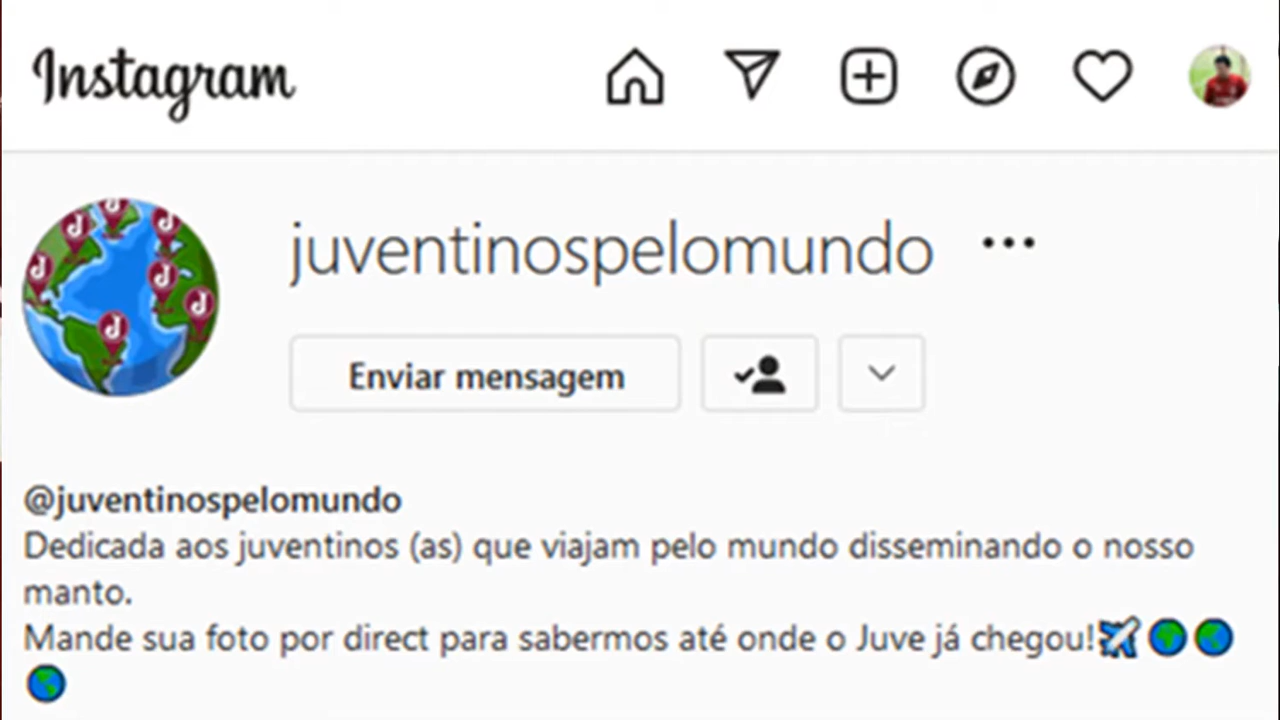 Instagram
juventinospelomundo
Enviar mensagem
@juventinospelomundo
Dedicada aos juventinos (as) que viajam pelo mundo disseminando o nosso
manto.
Mande sua foto por direct para sabermos até onde o Juve já chegou!✈️🌍🌎
🌎